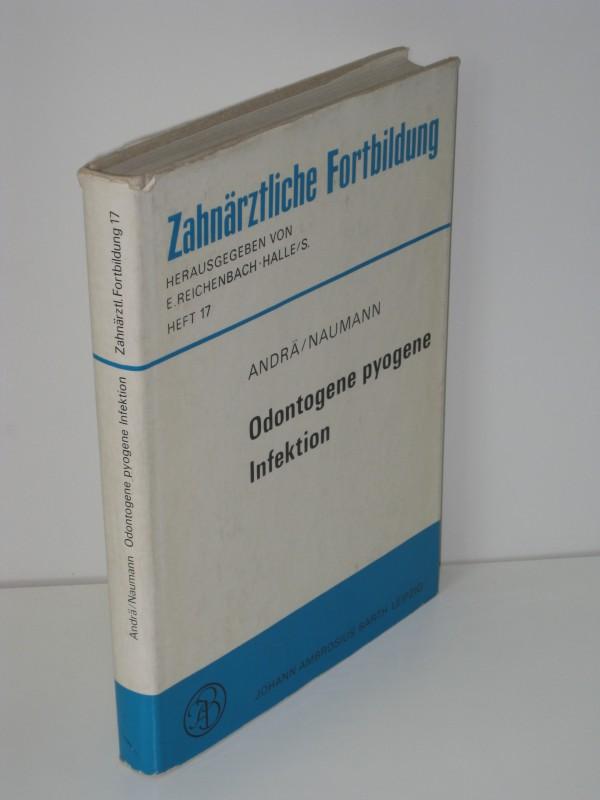 Zahnärztliche Fortbildung
HERAUSGEGEBEN VON
E. REICHENBACH · HALLE/S.
HEFT 17
ANDRÄ/NAUMANN
Odontogene pyogene
Infektion
JOHANN AMBROSIUS BARTH LEIPZIG
JAB
Andrä/Naumann Odontogene pyogene Infektion Zahnärztl. Fortbildung 17